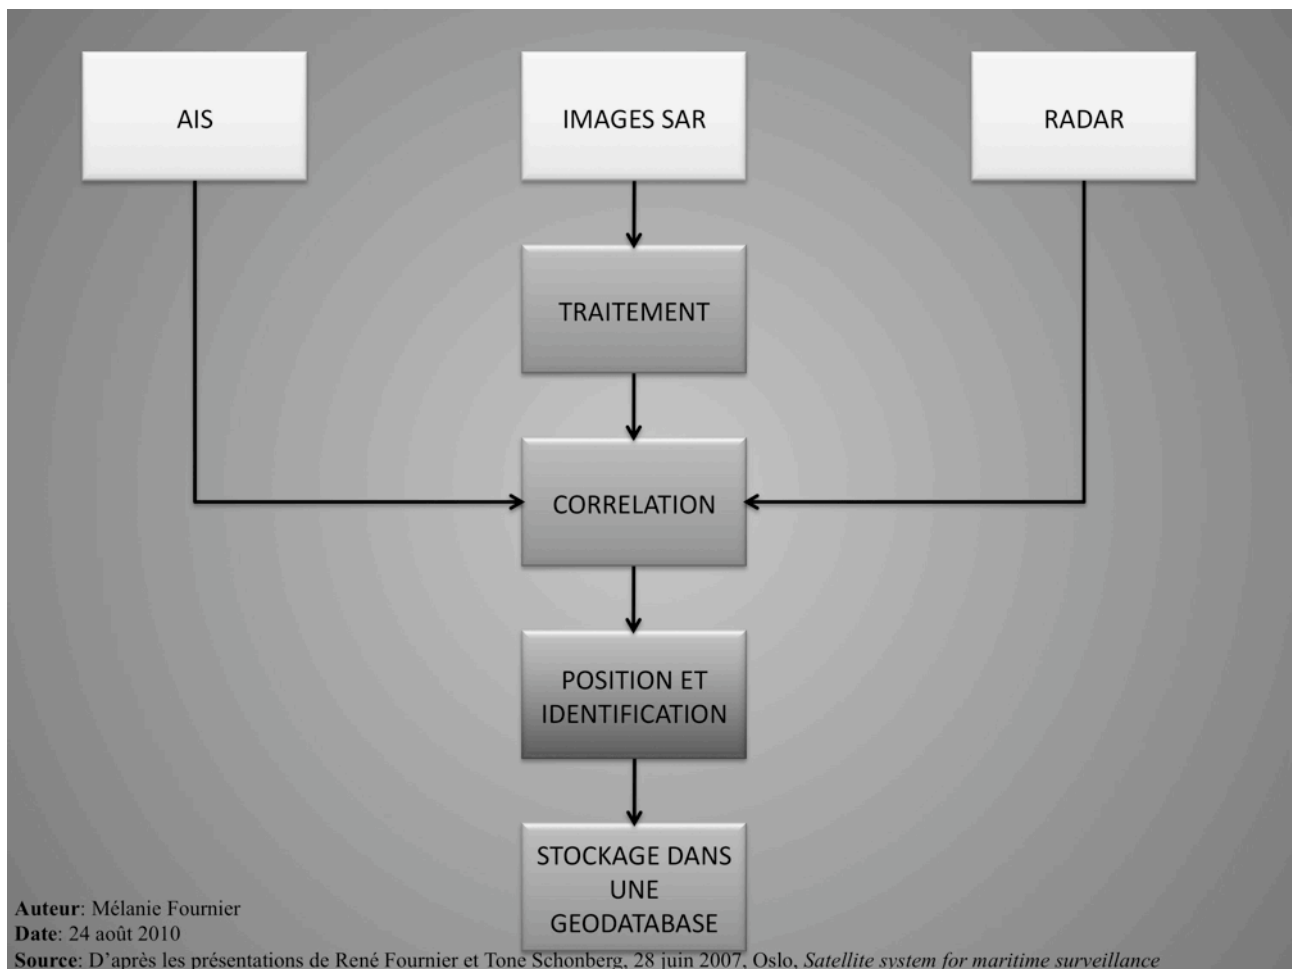 AIS
IMAGES SAR
RADAR
TRAITEMENT
CORRELATION
POSITION ET
IDENTIFICATION
STOCKAGE DANS
UNE
GEODATABASE
Auteur: Mélanie Fournier
Date: 24 août 2010
Source: D'après les présentations de René Fournier et Tone Schonberg, 28 juin 2007, Oslo, Satellite system for maritime surveillance